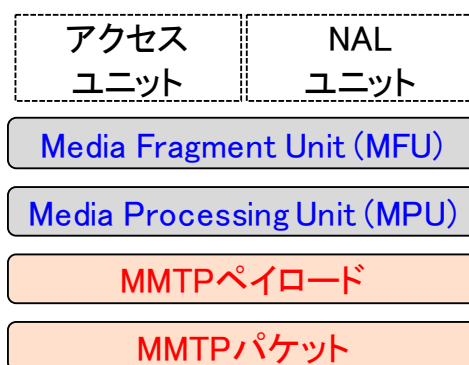 アクセス
ユニット
NAL
ユニット
Media Fragment Unit (MFU)
Media Processing Unit (MPU)
MMTPペイロード
MMTPパケット